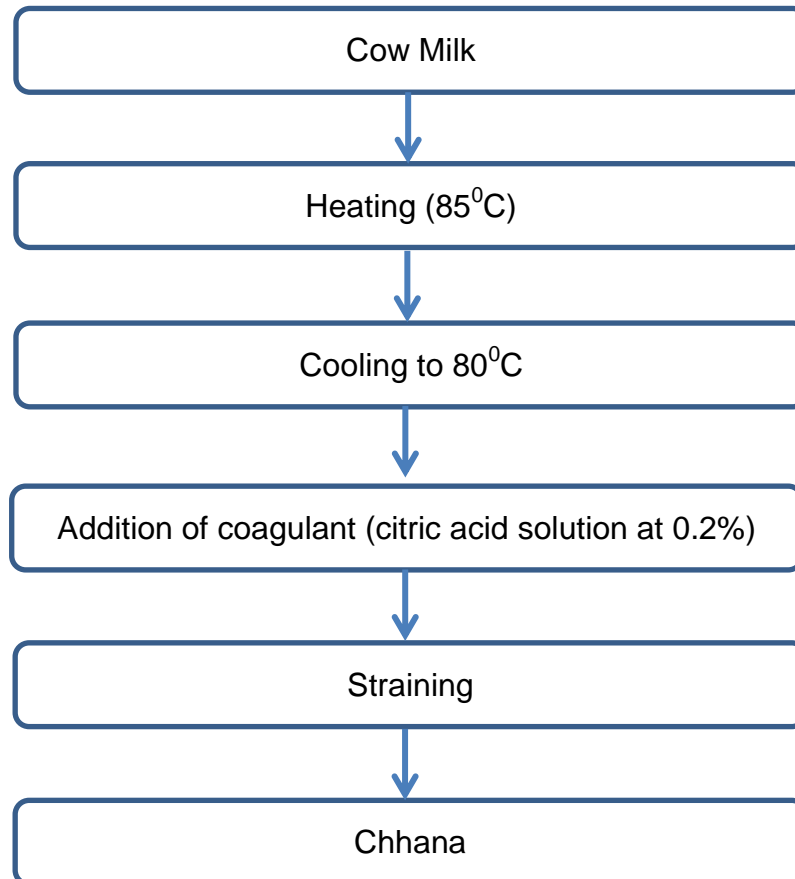 Cow Milk
Heating (85⁰C)
Cooling to 80⁰C
Addition of coagulant (citric acid solution at 0.2%)
Straining
Chhana